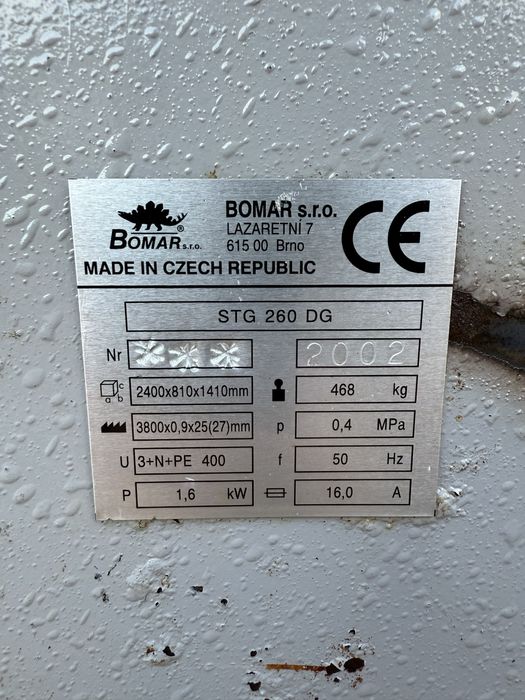 BOMAR s.r.o.
®
BOMAR s.r.o.
LAZARETNÍ 7
615 00 Brno
CE
MADE IN CZECH REPUBLIC
STG 260 DG
Nr *** 2002
a b c 2400x810x1410mm 468 kg
3800x0,9x25(27)mm p 0,4 MPa
U 3+N+PE 400 f 50 Hz
P 1,6 kW 16,0 A